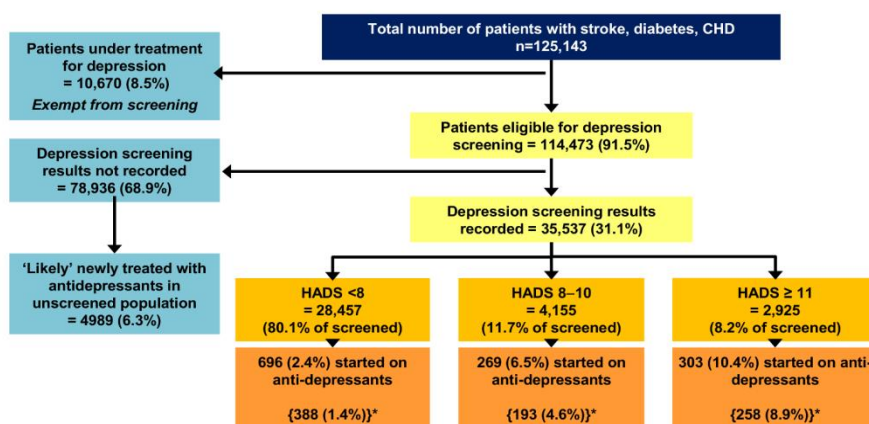 Total number of patients with stroke, diabetes, CHD
n=125,143
Patients under treatment
for depression
= 10,670 (8.5%)
Exempt from screening
Patients eligible for depression
screening = 114,473 (91.5%)
Depression screening
results not recorded
= 78,936 (68.9%)
Depression screening results
recorded = 35,537 (31.1%)
‘Likely’ newly treated with
antidepressants in
unscreened population
= 4989 (6.3%)
HADS <8
= 28,457
(80.1% of screened)
HADS 8–10
= 4,155
(11.7% of screened)
HADS ≥ 11
= 2,925
(8.2% of screened)
696 (2.4%) started on
anti-depressants
{388 (1.4%)}*
269 (6.5%) started on
anti-depressants
{193 (4.6%)}*
303 (10.4%) started on anti-
depressants
{258 (8.9%)}*